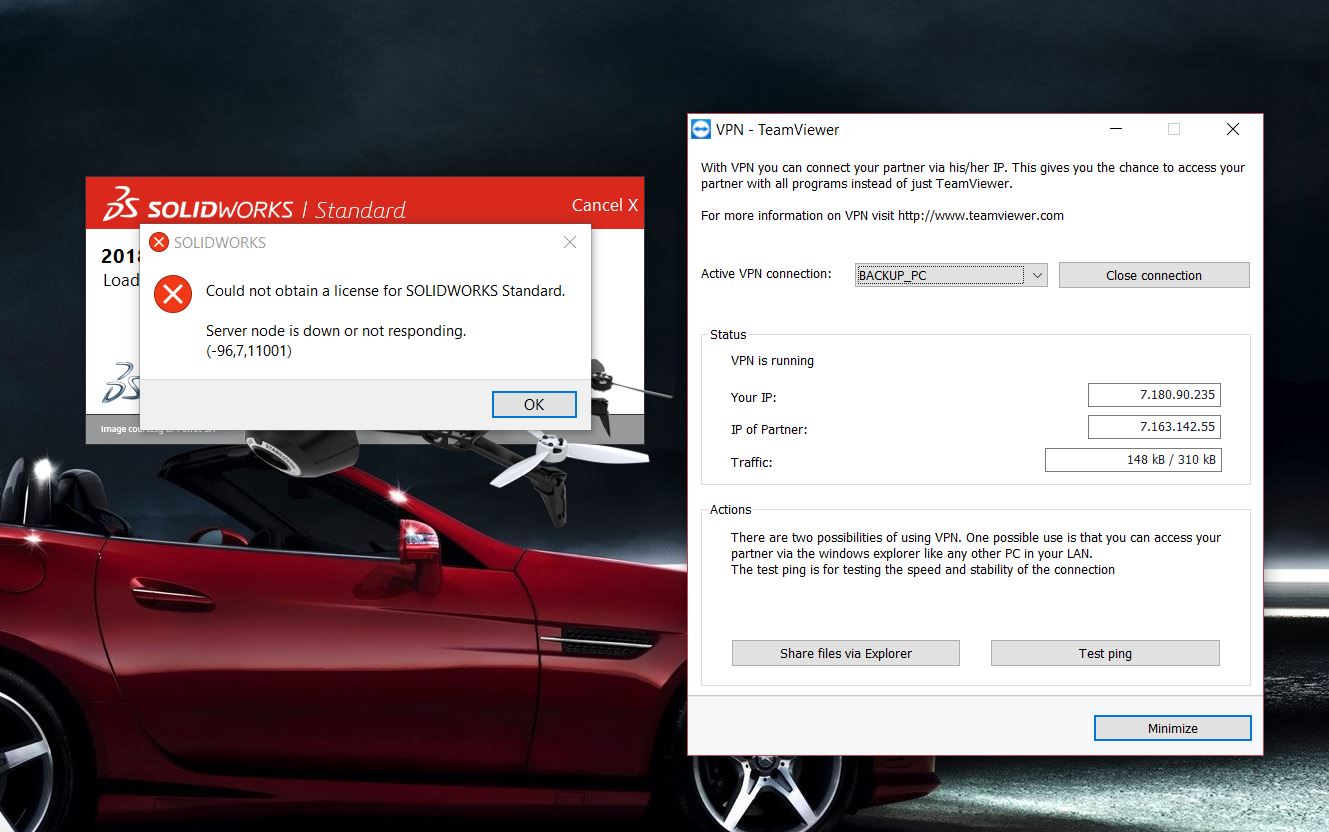 SOLIDWORKS | Standard
Cancel X
201
Load
SOLIDWORKS
Could not obtain a license for SOLIDWORKS Standard.
Server node is down or not responding.
(-96,7,11001)
OK
Image
VPN - TeamViewer
With VPN you can connect your partner via his/her IP. This gives you the chance to access your
partner with all programs instead of just TeamViewer.
For more information on VPN visit http://www.teamviewer.com
Active VPN connection:
BACKUP_PC
Close connection
Status
VPN is running
Your IP:
7.180.90.235
IP of Partner:
7.163.142.55
Traffic:
148 kB / 310 kB
Actions
There are two possibilities of using VPN. One possible use is that you can access your
partner via the windows explorer like any other PC in your LAN.
The test ping is for testing the speed and stability of the connection
Share files via Explorer
Test ping
Minimize